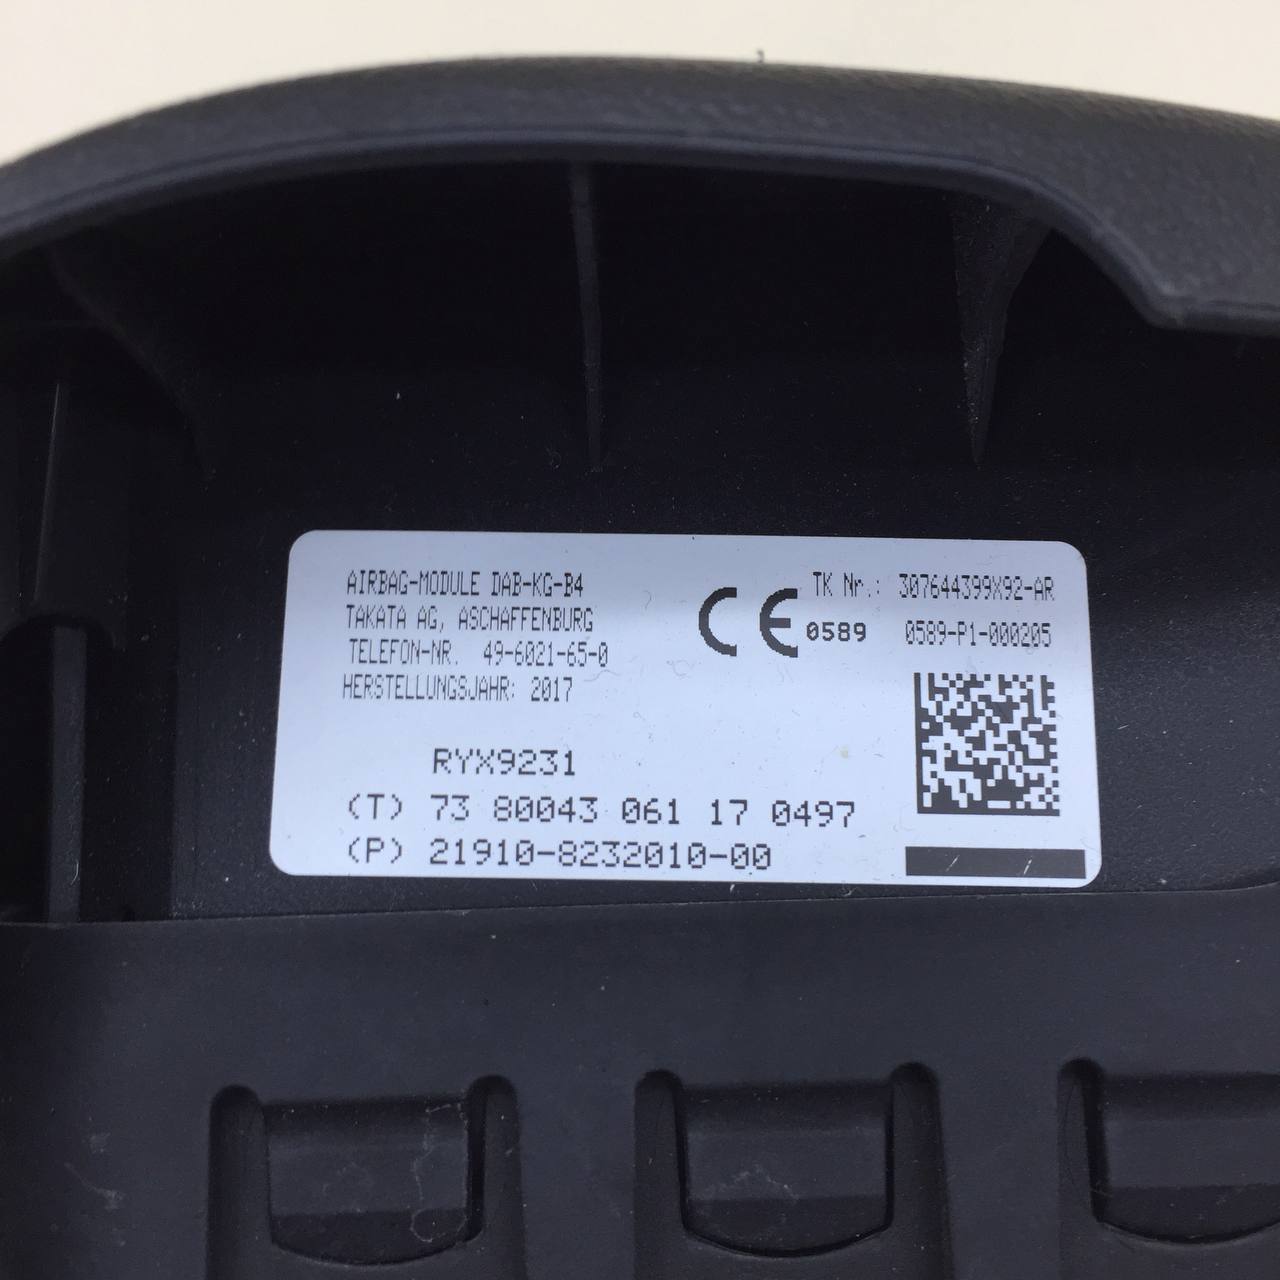 AIRBAG-MODULE DAB-KG-B4
TAKATA AG, ASCHAFFENBURG
TELEFON-NR. 49-6021-65-0
HERSTELLUNGSJAHR: 2017
CE 0589
TK Nr.: 307644399X92-AR
0589-P1-000205
RYX9231
(T) 73 80043 061 17 0497
(P) 21910-8232010-00